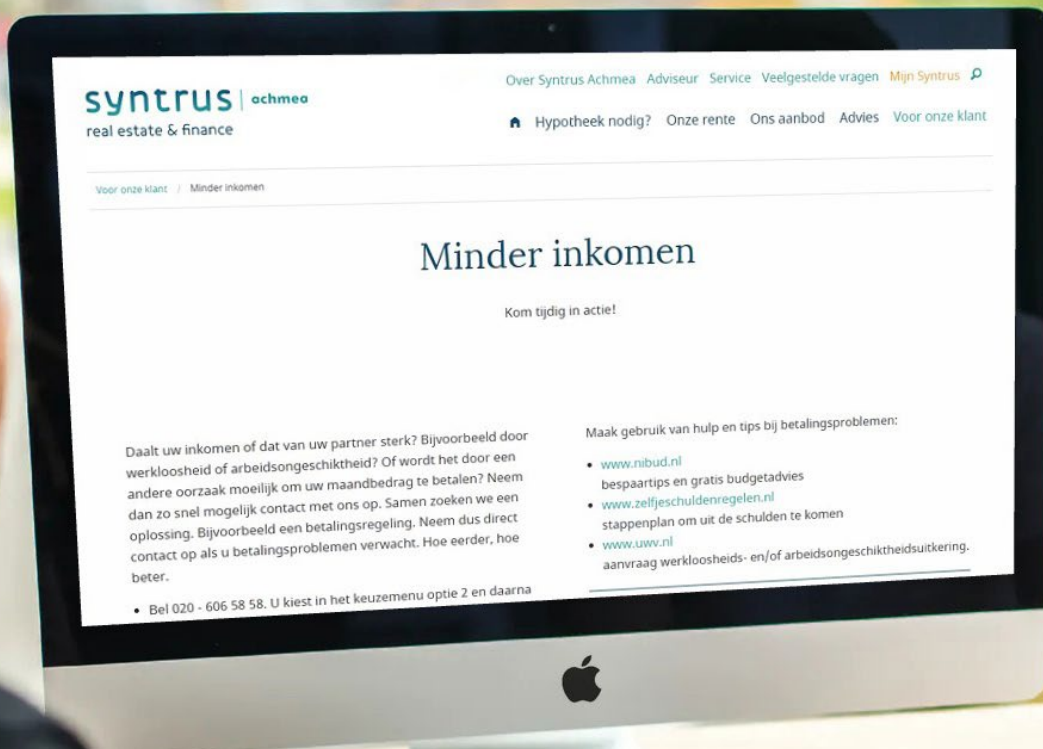 syntrus | achmea
real estate & finance
Over Syntrus Achmea Adviseur Service Veelgestelde vragen Mijn Syntrus
Hypotheek nodig? Onze rente Ons aanbod Advies Voor onze klant
Voor onze klant / Minder inkomen
Minder inkomen
Kom tijdig in actie!
Daalt uw inkomen of dat van uw partner sterk? Bijvoorbeeld door
werkloosheid of arbeidsongeschiktheid? Of wordt het door een
andere oorzaak moeilijk om uw maandbedrag te betalen? Neem
dan zo snel mogelijk contact met ons op. Samen zoeken we een
oplossing. Bijvoorbeeld een betalingsregeling. Neem dus direct
contact op als u betalingsproblemen verwacht. Hoe eerder, hoe
beter.
• Bel 020 - 606 58 58. U kiest in het keuzemenu optie 2 en daarna
Maak gebruik van hulp en tips bij betalingsproblemen:
• www.nibud.nl
bespaartips en gratis budgetadvies
• www.zelfjeschuldenregelen.nl
stappenplan om uit de schulden te komen
• www.uwv.nl
aanvraag werkloosheids- en/of arbeidsongeschiktheidsuitkering.